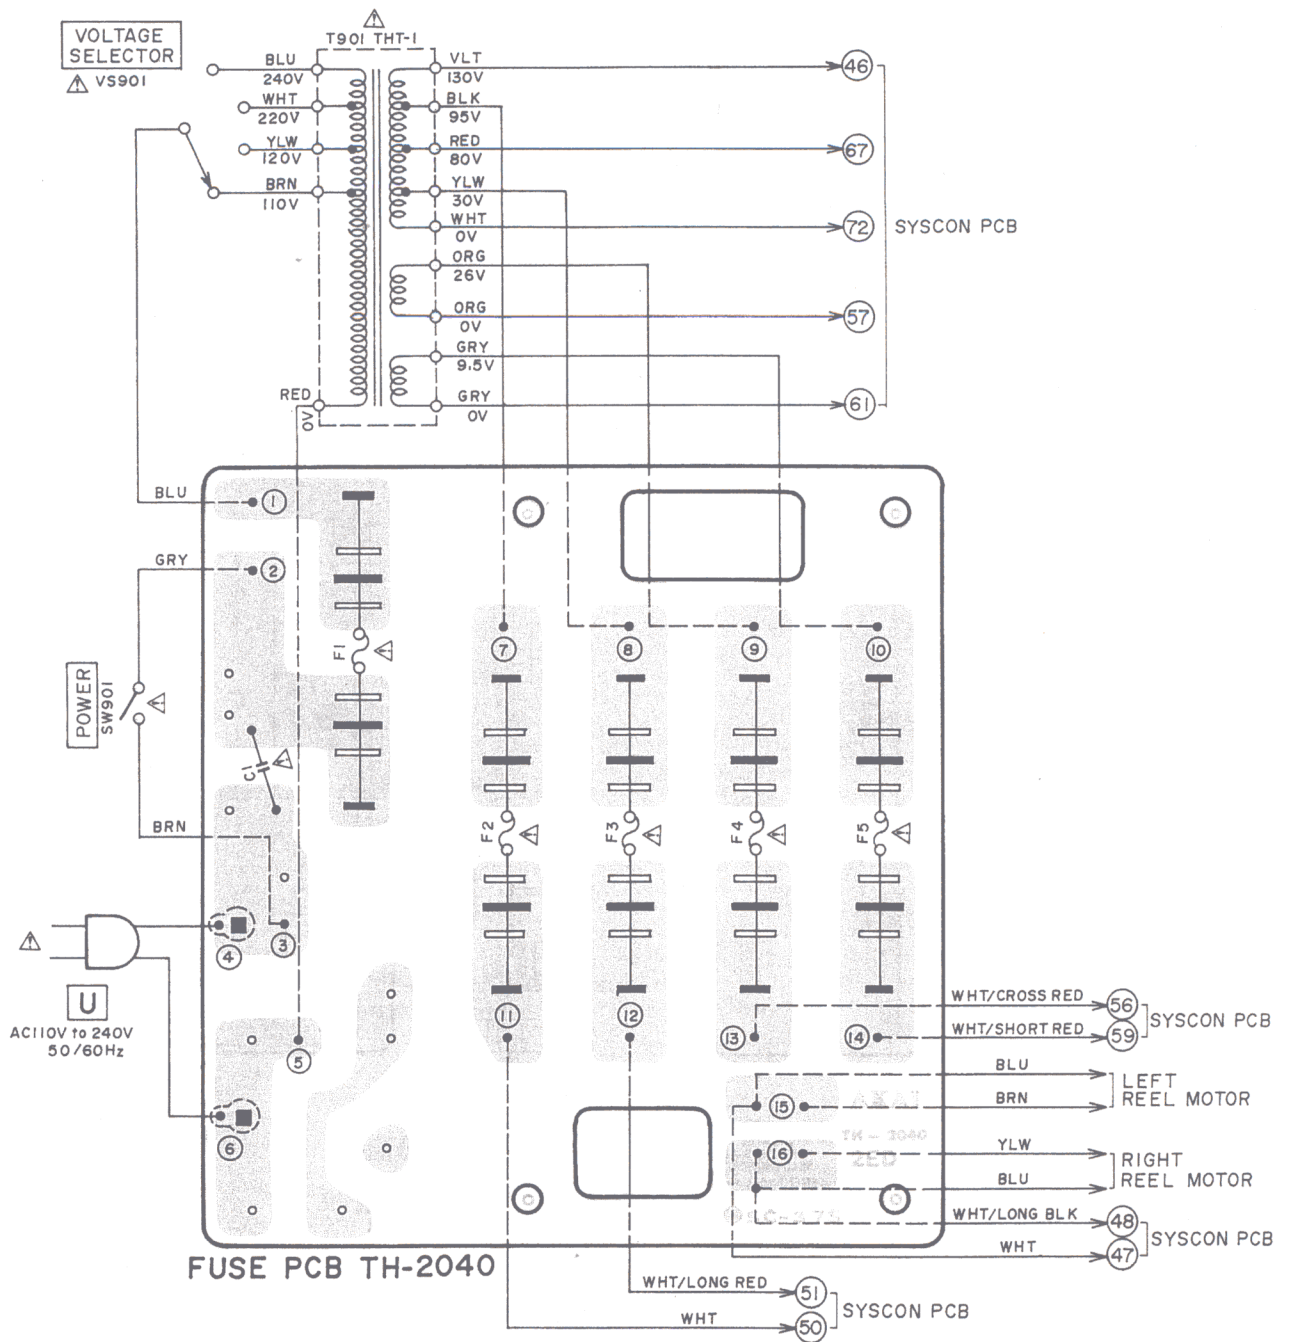 VOLTAGE
SELECTOR
VS901
T901 THT-1
BLU
240V
WHT
220V
YLW
120V
BRN
110V
RED
0V
VLT
130V
BLK
95V
RED
80V
YLW
30V
WHT
0V
ORG
26V
ORG
0V
GRY
9.5V
GRY
0V
46
67
72
57
61
SYSCON PCB
BLU
1
GRY
2
POWER
SW901
F1
C1
BRN
3
4
U
AC110V to 240V
50/60Hz
5
6
7
8
9
10
F2
F3
F4
F5
11
12
13
14
WHT/CROSS RED
56
WHT/SHORT RED
59
SYSCON PCB
BLU
BRN
LEFT
REEL MOTOR
15
AKAI
TH-2040
2ED
16
YLW
BLU
RIGHT
REEL MOTOR
WHT/LONG BLK
48
WHT
47
SYSCON PCB
FUSE PCB TH-2040
WHT/LONG RED
51
WHT
50
SYSCON PCB